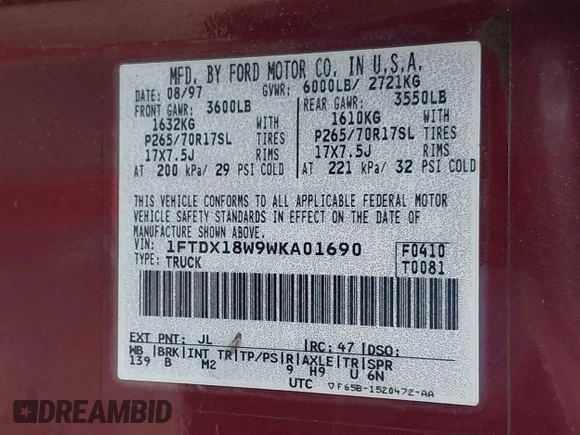 MFD. BY FORD MOTOR CO. IN U.S.A.
DATE: 08/97 GVWR: 6000LB/ 2721KG
FRONT GAWR: 3600LB REAR GAWR: 3550LB
1632KG WITH 1610KG WITH
P265/70R17SL TIRES P265/70R17SL TIRES
17X7.5J RIMS 17X7.5J RIMS
AT 200 kPa/ 29 PSI COLD AT 221 kPa/ 32 PSI COLD
THIS VEHICLE CONFORMS TO ALL APPLICABLE FEDERAL MOTOR
VEHICLE SAFETY STANDARDS IN EFFECT ON THE DATE OF
MANUFACTURE SHOWN ABOVE.
VIN: 1FTDX18W9WKA01690 F0410
TYPE: TRUCK T0081
EXT PNT: JL RC: 47 DSO:
WB BRK INT TR TP/PS R AXLE TR SPR
139 B M2 9 H9 U 6N
UTC ▽F65B-1520472-AA
DREAMBID